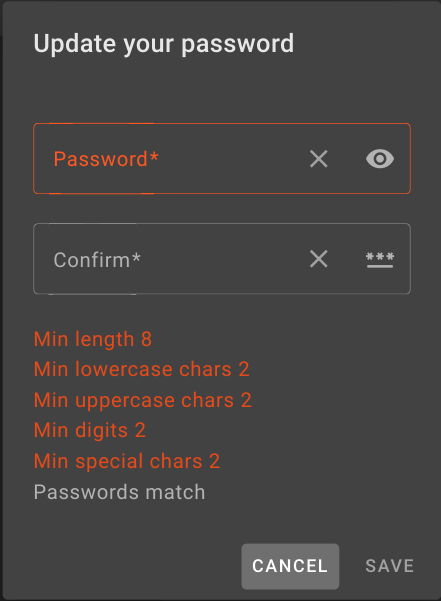 Update your password
Password*
Confirm*
Min length 8
Min lowercase chars 2
Min uppercase chars 2
Min digits 2
Min special chars 2
Passwords match
CANCEL SAVE